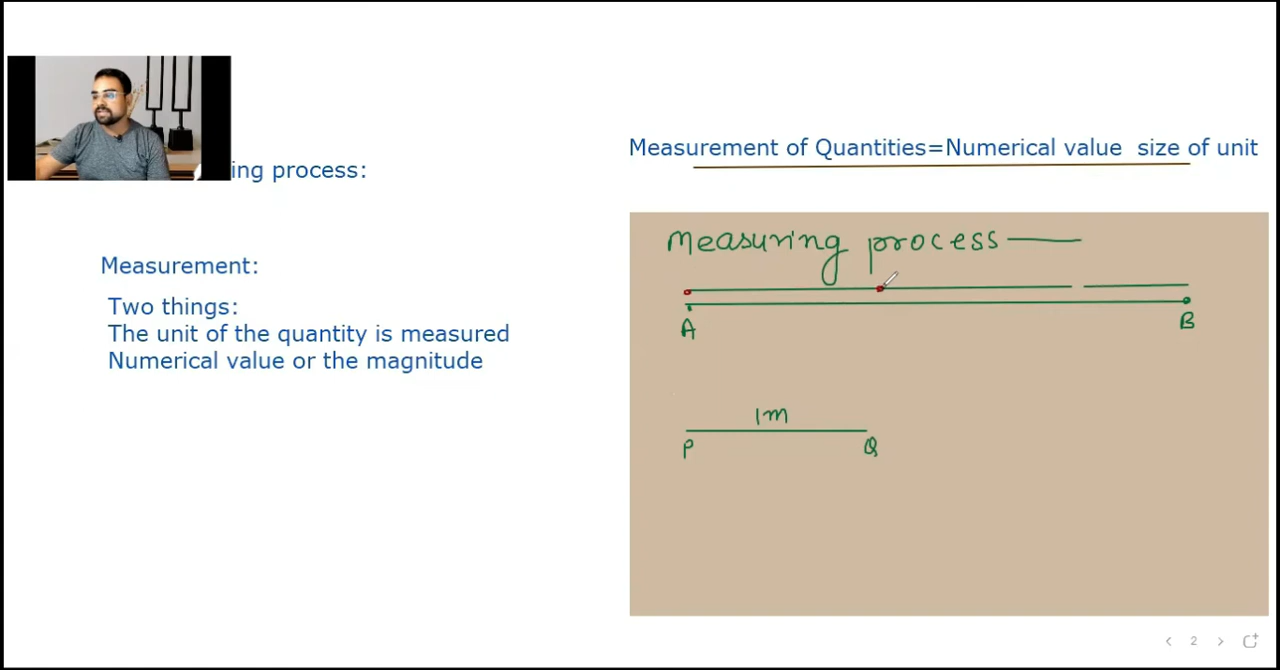 Measurement of Quantities=Numerical value size of unit
ing process:
Measurement:
Two things:
The unit of the quantity is measured
Numerical value or the magnitude
Measuring process
A
B
1m
P
Q
2